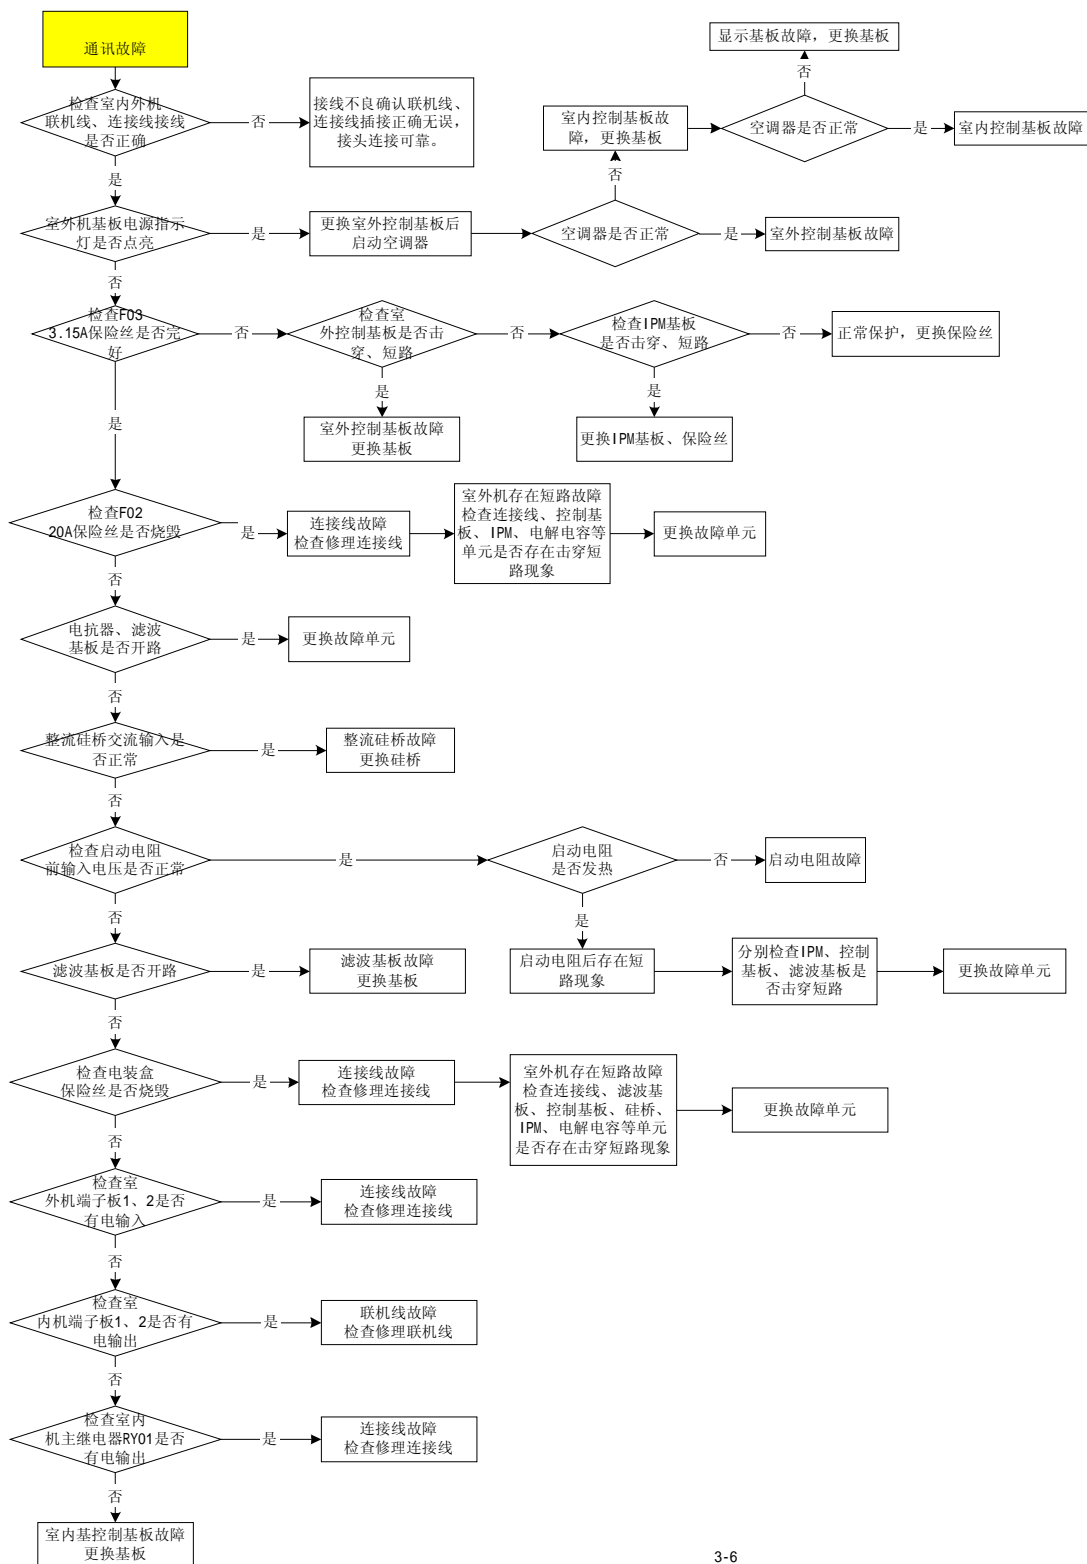 通讯故障
显示基板故障，更换基板
否
检查室内外机
联机线、连接线接线
是否正确
否
接线不良确认联机线、
连接线插接正确无误，
接头连接可靠。
室内控制基板故
障，更换基板
空调器是否正常
是
室内控制基板故障
是
否
室外机基板电源指示
灯是否点亮
是
更换室外控制基板后
启动空调器
空调器是否正常
是
室外控制基板故障
否
检查F03
3.15A保险丝是否完
好
否
检查室
外控制基板是否击
穿、短路
否
检查IPM基板
是否击穿、短路
否
正常保护，更换保险丝
是
是
是
室外控制基板故障
更换基板
更换IPM基板、保险丝
检查F02
20A保险丝是否烧毁
是
连接线故障
检查修理连接线
室外机存在短路故障
检查连接线、控制基
板、IPM、电解电容等
单元是否存在击穿短
路现象
更换故障单元
否
电抗器、滤波
基板是否开路
是
更换故障单元
否
整流硅桥交流输入是
否正常
是
整流硅桥故障
更换硅桥
否
检查启动电阻
前输入电压是否正常
是
启动电阻
是否发热
否
启动电阻故障
否
是
滤波基板是否开路
是
滤波基板故障
更换基板
启动电阻后存在短
路现象
分别检查IPM、控制
基板、滤波基板是
否击穿短路
更换故障单元
否
检查电装盒
保险丝是否烧毁
是
连接线故障
检查修理连接线
室外机存在短路故障
检查连接线、滤波基
板、控制基板、硅桥、
IPM、电解电容等单元
是否存在击穿短路现象
更换故障单元
否
检查室
外机端子板1、2是否
有电输入
是
连接线故障
检查修理连接线
否
检查室
内机端子板1、2是否有
电输出
是
联机线故障
检查修理联机线
否
检查室内
机主继电器RY01是否
有电输出
是
连接线故障
检查修理连接线
否
室内基控制基板故障
更换基板
3-6